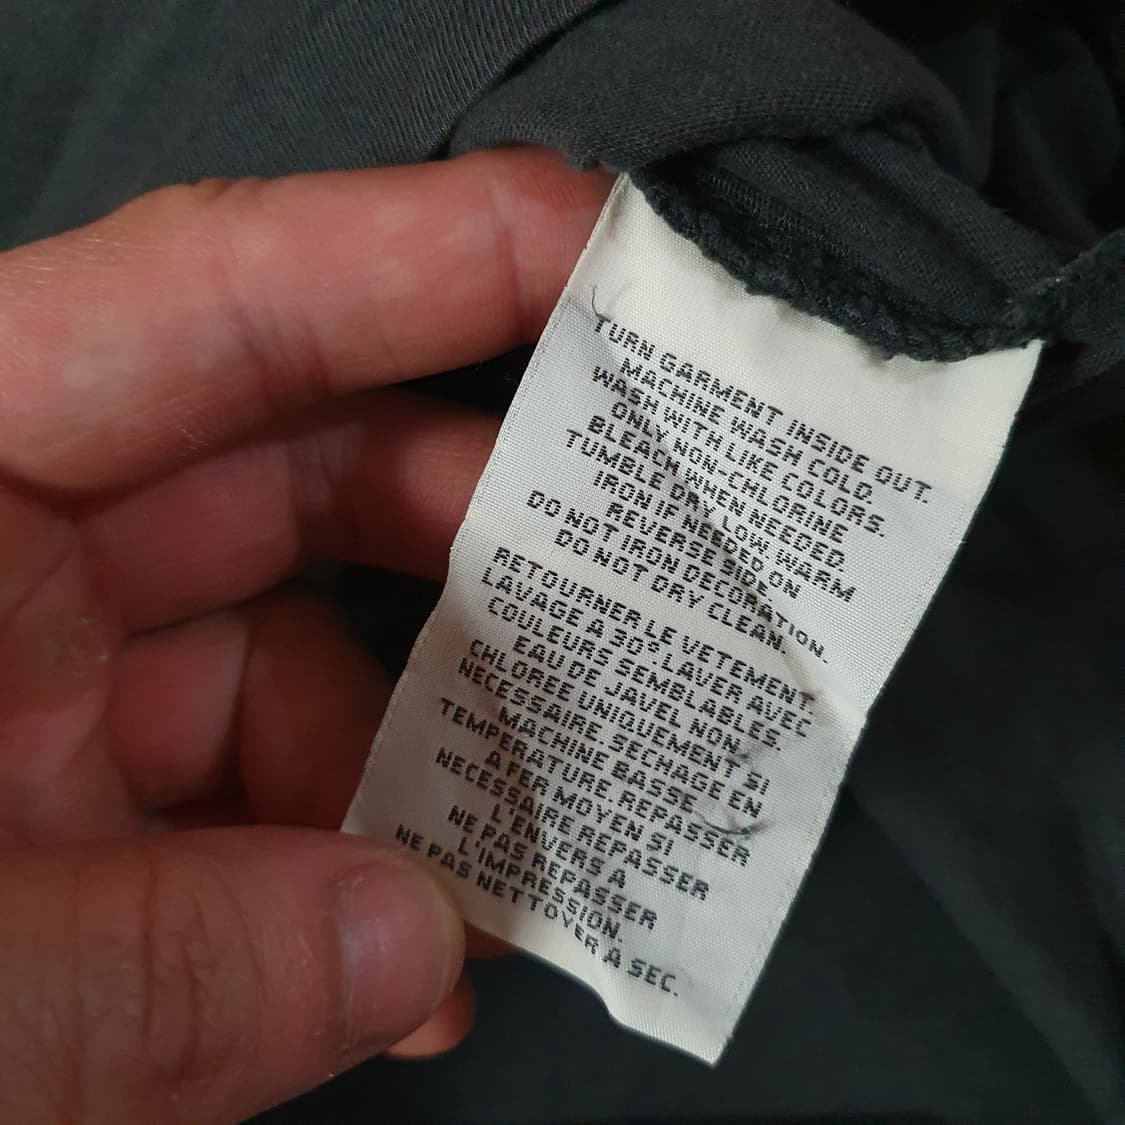 TURN GARMENT INSIDE OUT.
MACHINE WASH COLD.
WASH WITH LIKE COLORS.
ONLY NON-CHLORINE
BLEACH WHEN NEEDED.
TUMBLE DRY LOW. WARM
IRON IF NEEDED ON
REVERSE SIDE.
DO NOT IRON DECORATION.
DO NOT DRY CLEAN.
RETOURNER LE VETEMENT
LAVAGE A 30°. LAVER AVEC
COULEURS SEMBLABLES.
EAU DE JAVEL NON
CHLOREE UNIQUEMENT SI
NECESSAIRE. SECHAGE EN
MACHINE BASSE
TEMPERATURE. REPASSER
A FER MOYEN SI
NECESSAIRE REPASSER
L'ENVERS A
NE PAS REPASSER
L'IMPRESSION.
NE PAS NETTOYER A SEC.